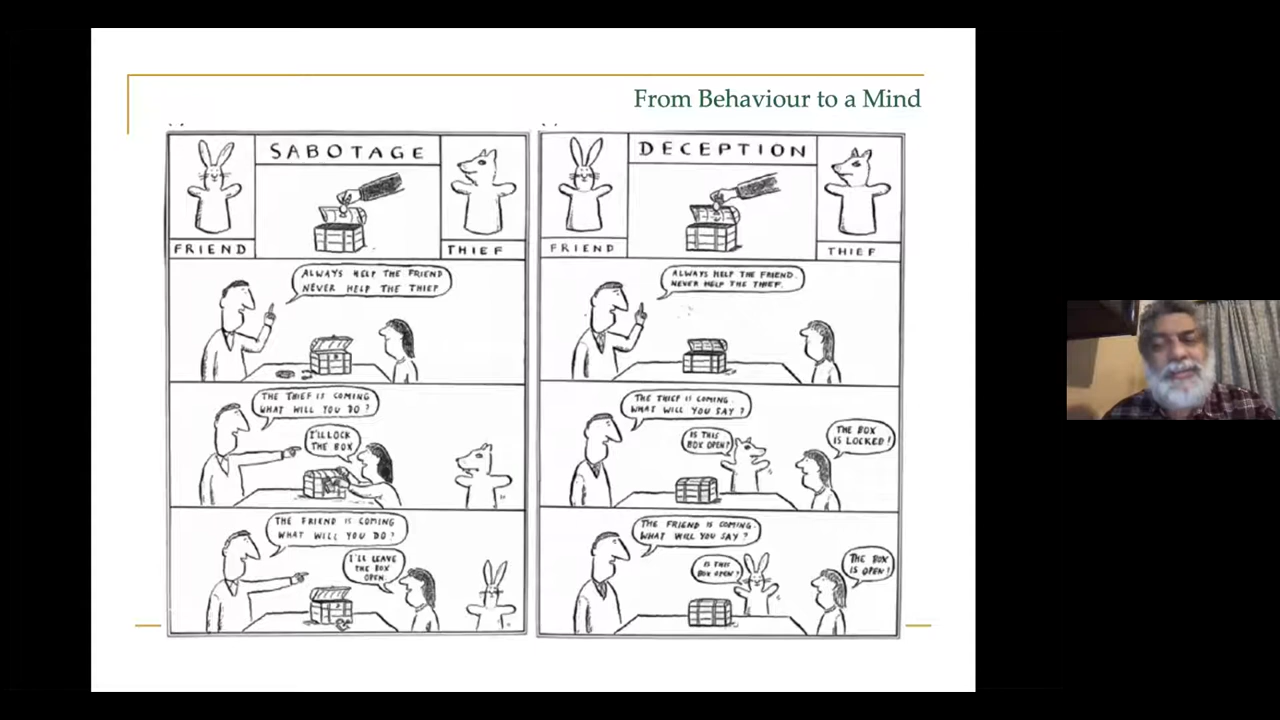 From Behaviour to a Mind
SABOTAGE
FRIEND
THIEF
ALWAYS HELP THE FRIEND
NEVER HELP THE THIEF
THE THIEF IS COMING
WHAT WILL YOU DO?
I'LL LOCK
THE BOX
THE FRIEND IS COMING
WHAT WILL YOU DO?
I'LL LEAVE
THE BOX
OPEN.
DECEPTION
FRIEND
THIEF
ALWAYS HELP THE FRIEND.
NEVER HELP THE THIEF.
THE THIEF IS COMING.
WHAT WILL YOU SAY?
IS THIS
BOX OPEN?
THE BOX
IS LOCKED!
THE FRIEND IS COMING.
WHAT WILL YOU SAY?
IS THIS
BOX OPEN?
THE BOX
IS OPEN!